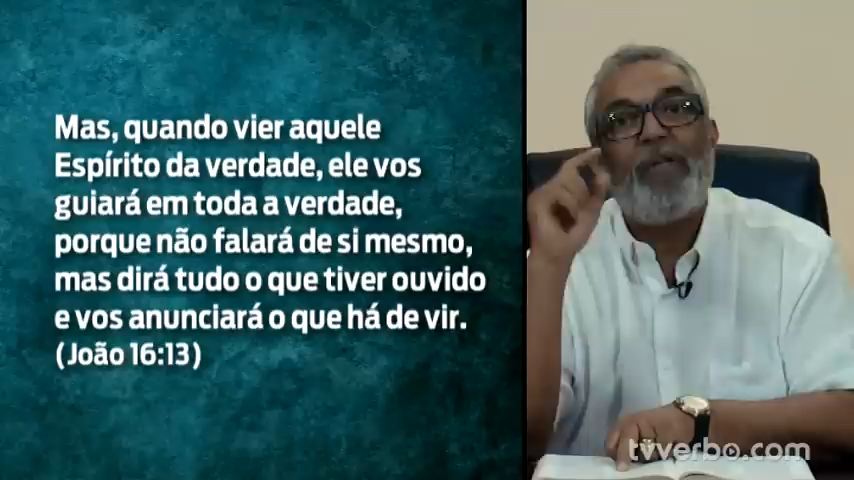 Mas, quando vier aquele
Espírito da verdade, ele vos
guiará em toda a verdade,
porque não falará de si mesmo,
mas dirá tudo o que tiver ouvido
e vos anunciará o que há de vir.
(João 16:13)
tvverbo.com